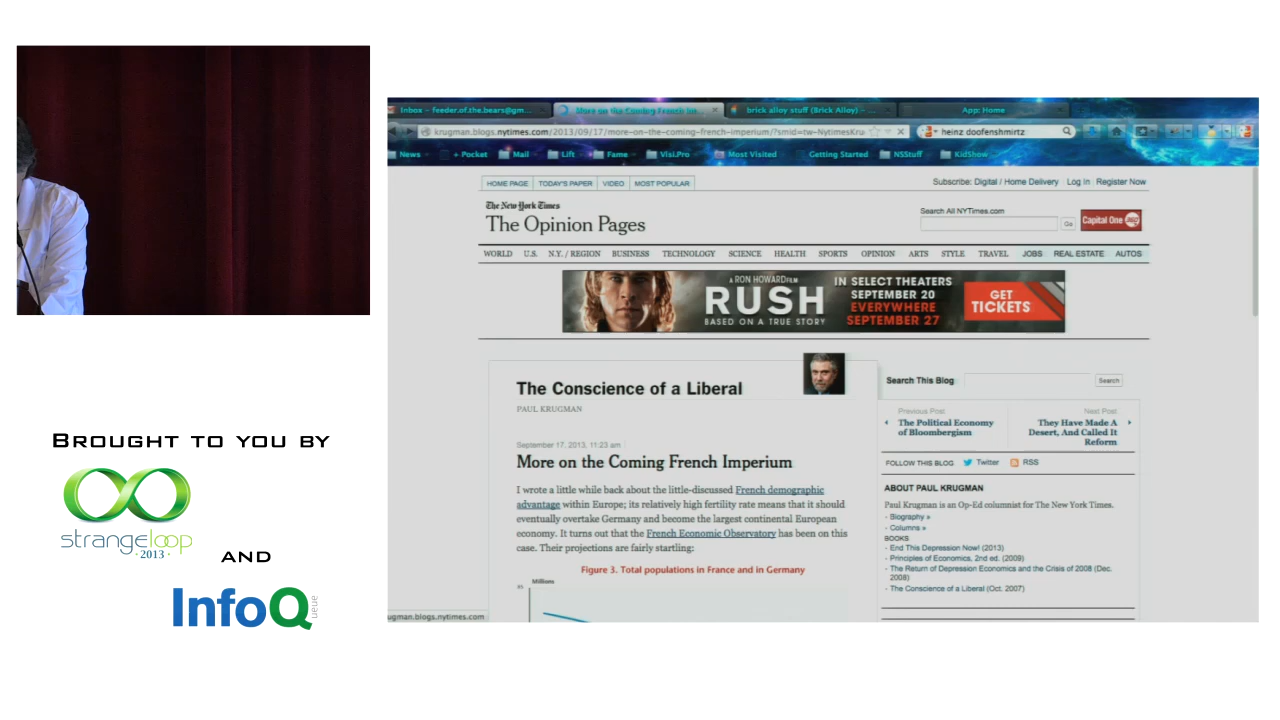 Inbox – feeder.of.the.bears@gm...
More on the Coming French Im...
brick alloy stuff (Brick Alloy) –...
App: Home
krugman.blogs.nytimes.com/2013/09/17/more-on-the-coming-french-imperium/?smid=tw-NytimesKru
heinz doofenshmirtz
News
+ Pocket
Mail
Lift
Fame
Visi.Pro
Most Visited
Getting Started
NSStuff
KidShow
HOME PAGE
TODAY'S PAPER
VIDEO
MOST POPULAR
Subscribe: Digital / Home Delivery
Log In
Register Now
The New York Times
The Opinion Pages
Search All NYTimes.com
Go
Capital One
WORLD
U.S.
N.Y. / REGION
BUSINESS
TECHNOLOGY
SCIENCE
HEALTH
SPORTS
OPINION
ARTS
STYLE
TRAVEL
JOBS
REAL ESTATE
AUTOS
A RON HOWARD FILM
RUSH
BASED ON A TRUE STORY
IN SELECT THEATERS
SEPTEMBER 20
EVERYWHERE
SEPTEMBER 27
GET
TICKETS
The Conscience of a Liberal
PAUL KRUGMAN
September 17, 2013, 11:23 am
More on the Coming French Imperium
I wrote a little while back about the little-discussed French demographic
advantage within Europe; its relatively high fertility rate means that it should
eventually overtake Germany and become the largest continental European
economy. It turns out that the French Economic Observatory has been on this
case. Their projections are fairly startling:
Figure 3. Total populations in France and in Germany
Millions
85
Search This Blog
Search
Previous Post
The Political Economy
of Bloombergism
Next Post
They Have Made A
Desert, And Called It
Reform
FOLLOW THIS BLOG
Twitter
RSS
ABOUT PAUL KRUGMAN
Paul Krugman is an Op-Ed columnist for The New York Times.
- Biography »
- Columns »
BOOKS
- End This Depression Now! (2013)
- Principles of Economics, 2nd ed. (2009)
- The Return of Depression Economics and the Crisis of 2008 (Dec.
2008)
- The Conscience of a Liberal (Oct. 2007)
ugman.blogs.nytimes.com
BROUGHT TO YOU BY
strangeloop
· 2013 ·
AND
InfoQ
ueue